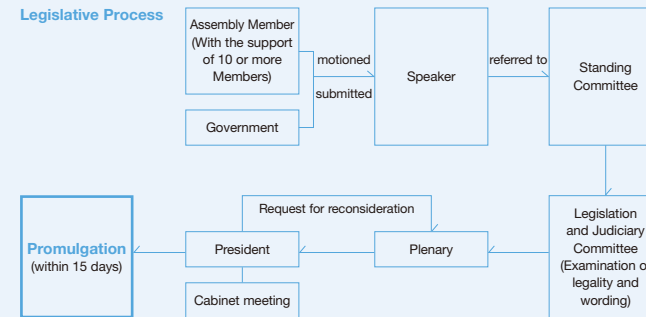 Legislative Process
Assembly Member
(With the support
of 10 or more
Members)
Government
motioned
submitted
Speaker
referred to
Standing
Committee
Legislation
and Judiciary
Committee
(Examination o
legality and
wording)
Plenary
Request for reconsideration
President
Cabinet meeting
Promulgation
(within 15 days)